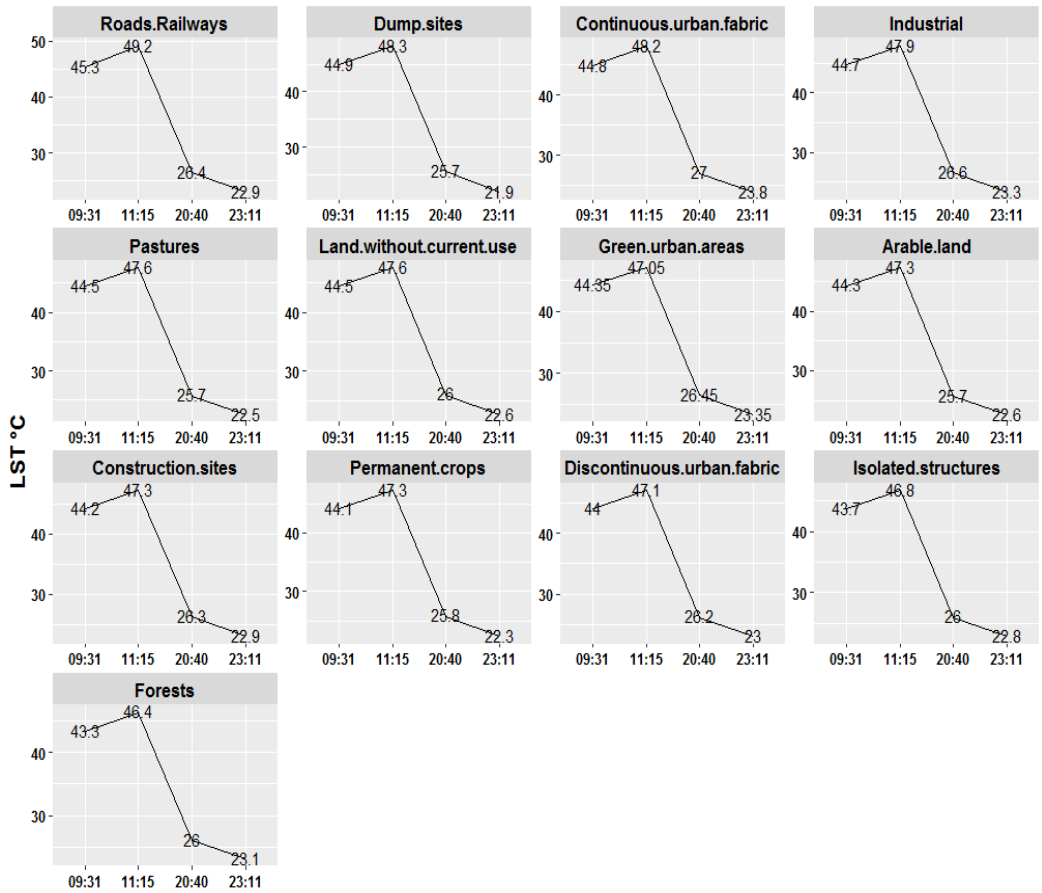 Roads.Railways
50
40
30
45.3
49.2
26.4
22.9
09:31 11:15 20:40 23:11
Dump.sites
40
30
44.9
48.3
25.7
21.9
09:31 11:15 20:40 23:11
Continuous.urban.fabric
40
30
44.8
48.2
27
23.8
09:31 11:15 20:40 23:11
Industrial
40
30
44.7
47.9
26.6
23.3
09:31 11:15 20:40 23:11
Pastures
40
30
44.5
47.6
25.7
22.5
09:31 11:15 20:40 23:11
Land.without.current.use
40
30
44.5
47.6
26
22.6
09:31 11:15 20:40 23:11
Green.urban.areas
40
30
44.35
47.05
26.45
23.35
09:31 11:15 20:40 23:11
Arable.land
40
30
44.3
47.3
25.7
22.6
09:31 11:15 20:40 23:11
LST °C
Construction.sites
40
30
44.2
47.3
26.3
22.9
09:31 11:15 20:40 23:11
Permanent.crops
40
30
44.1
47.3
25.8
22.3
09:31 11:15 20:40 23:11
Discontinuous.urban.fabric
40
30
44
47.1
26.2
23
09:31 11:15 20:40 23:11
Isolated.structures
40
30
43.7
46.8
26
22.8
09:31 11:15 20:40 23:11
Forests
40
30
43.3
46.4
26
23.1
09:31 11:15 20:40 23:11